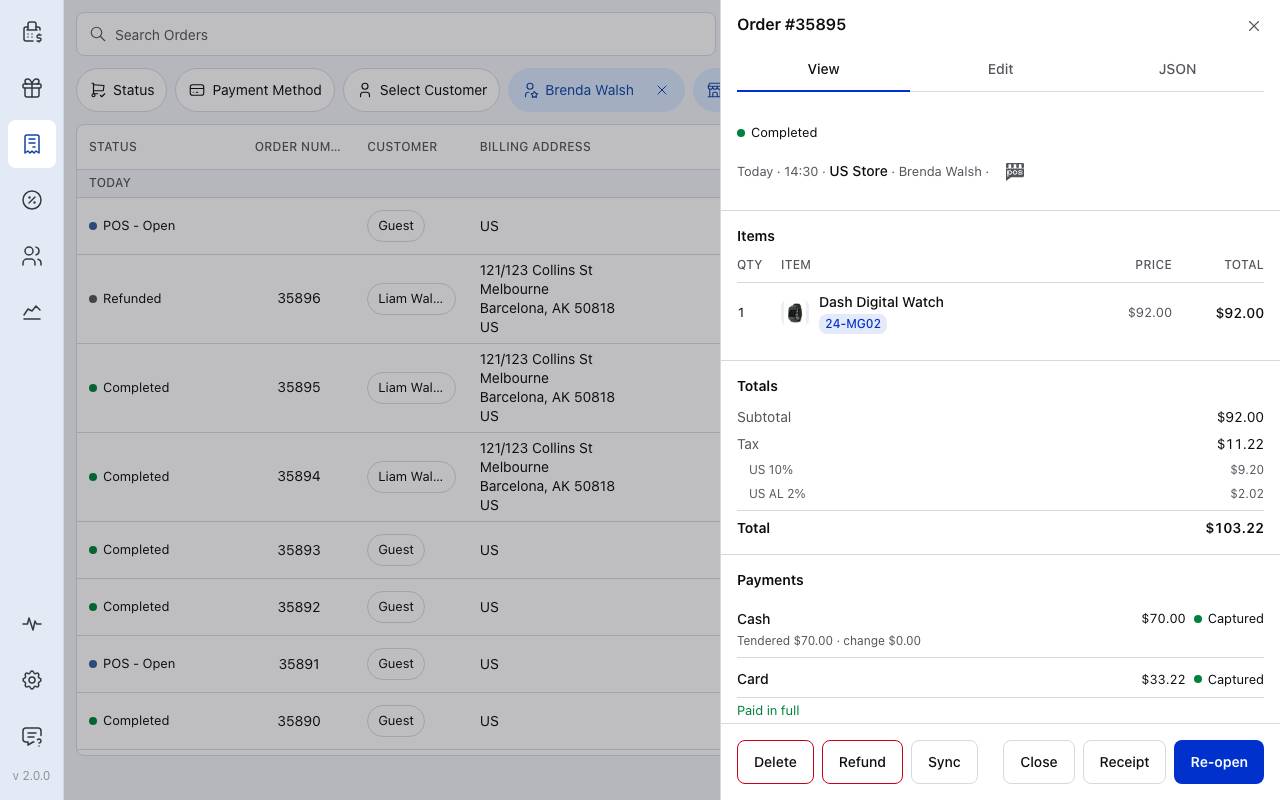 Search Orders
Status
Payment Method
Select Customer
Brenda Walsh
STATUS ORDER NUM... CUSTOMER BILLING ADDRESS
TODAY
POS - Open Guest US
Refunded 35896 Liam Wal... 121/123 Collins St
Melbourne
Barcelona, AK 50818
US
Completed 35895 Liam Wal... 121/123 Collins St
Melbourne
Barcelona, AK 50818
US
Completed 35894 Liam Wal... 121/123 Collins St
Melbourne
Barcelona, AK 50818
US
Completed 35893 Guest US
Completed 35892 Guest US
POS - Open 35891 Guest US
Completed 35890 Guest US
v 2.0.0
Order #35895
View Edit JSON
Completed
Today · 14:30 · US Store · Brenda Walsh · pos
Items
QTY ITEM PRICE TOTAL
1 Dash Digital Watch $92.00 $92.00
24-MG02
Totals
Subtotal $92.00
Tax $11.22
US 10% $9.20
US AL 2% $2.02
Total $103.22
Payments
Cash $70.00 Captured
Tendered $70.00 · change $0.00
Card $33.22 Captured
Paid in full
Delete Refund Sync Close Receipt Re-open